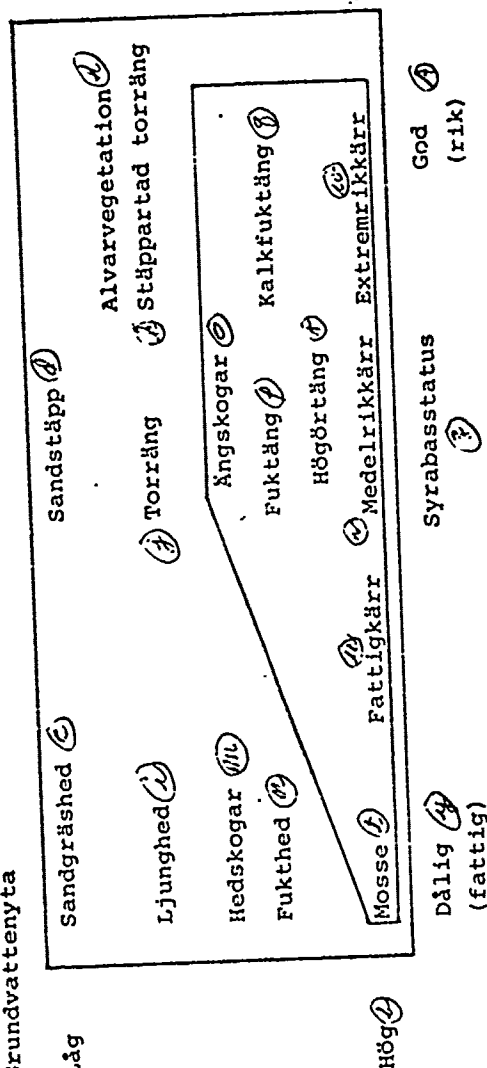 Grundvattenyta
Låg
Sandgräshed
Sandstäpp
Alvarvegetation
Ljunghed
Torräng
Stäppartad torräng
Hedskogar
Ängskogar
Fukthed
Fuktäng
Kalkfuktäng
Högörtäng
Mosse
Fattigkärr
Medelrikkärr
Extremrikkärr
Hög
Dålig
(fattig)
Syrabasstatus
God
(rik)